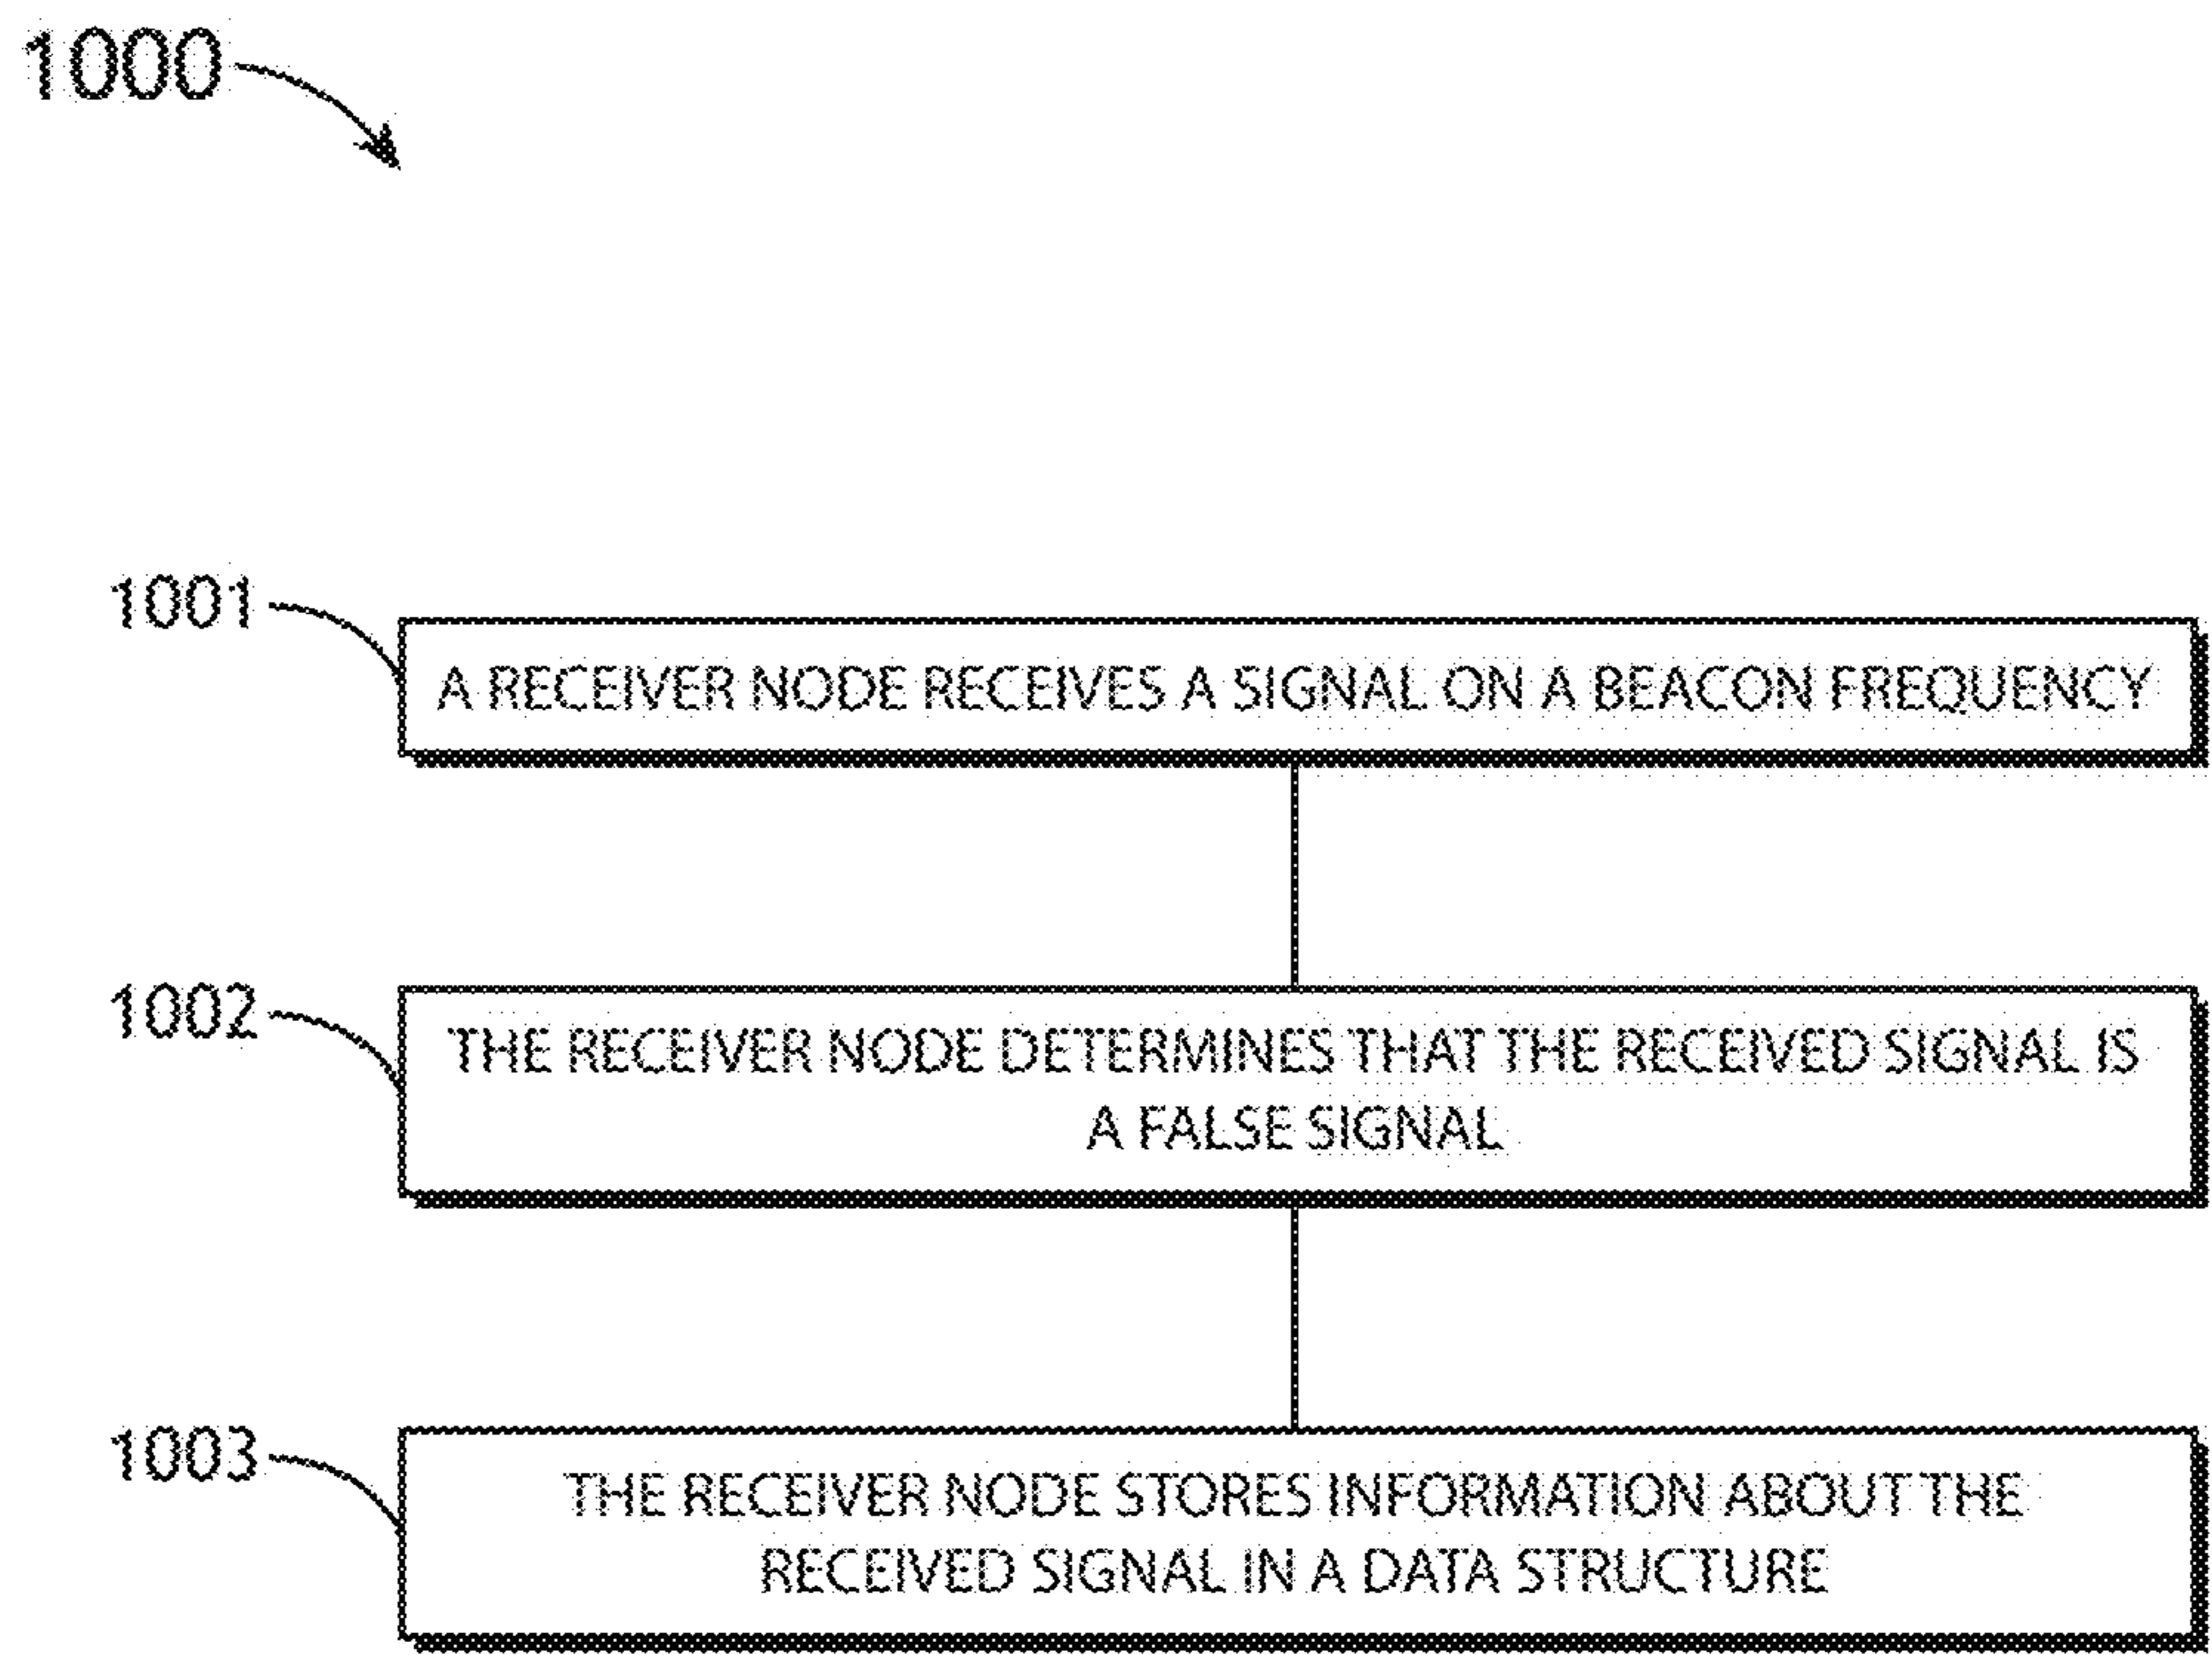 1000
1001
A RECEIVER NODE RECEIVES A SIGNAL ON A BEACON FREQUENCY
1002
THE RECEIVER NODE DETERMINES THAT THE RECEIVED SIGNAL IS
A FALSE SIGNAL
1003
THE RECEIVER NODE STORES INFORMATION ABOUT THE
RECEIVED SIGNAL IN A DATA STRUCTURE